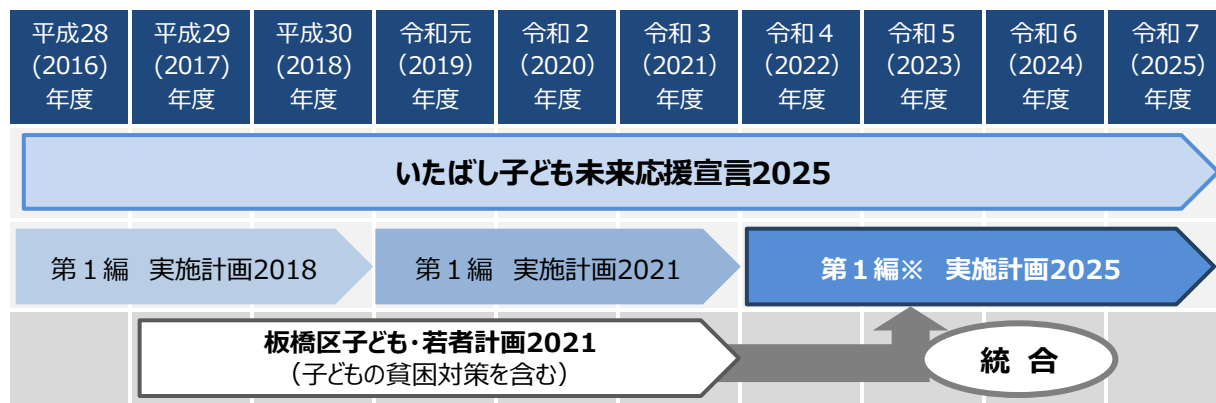 平成28
(2016)
年度
平成29
(2017)
年度
平成30
(2018)
年度
令和元
（2019）
年度
令和２
（2020）
年度
令和３
（2021）
年度
令和４
（2022）
年度
令和５
（2023）
年度
令和６
（2024）
年度
令和７
（2025）
年度
いたばし子ども未来応援宣言2025
第１編　実施計画2018
第１編　実施計画2021
第１編※　実施計画2025
板橋区子ども・若者計画2021
（子どもの貧困対策を含む）
統 合